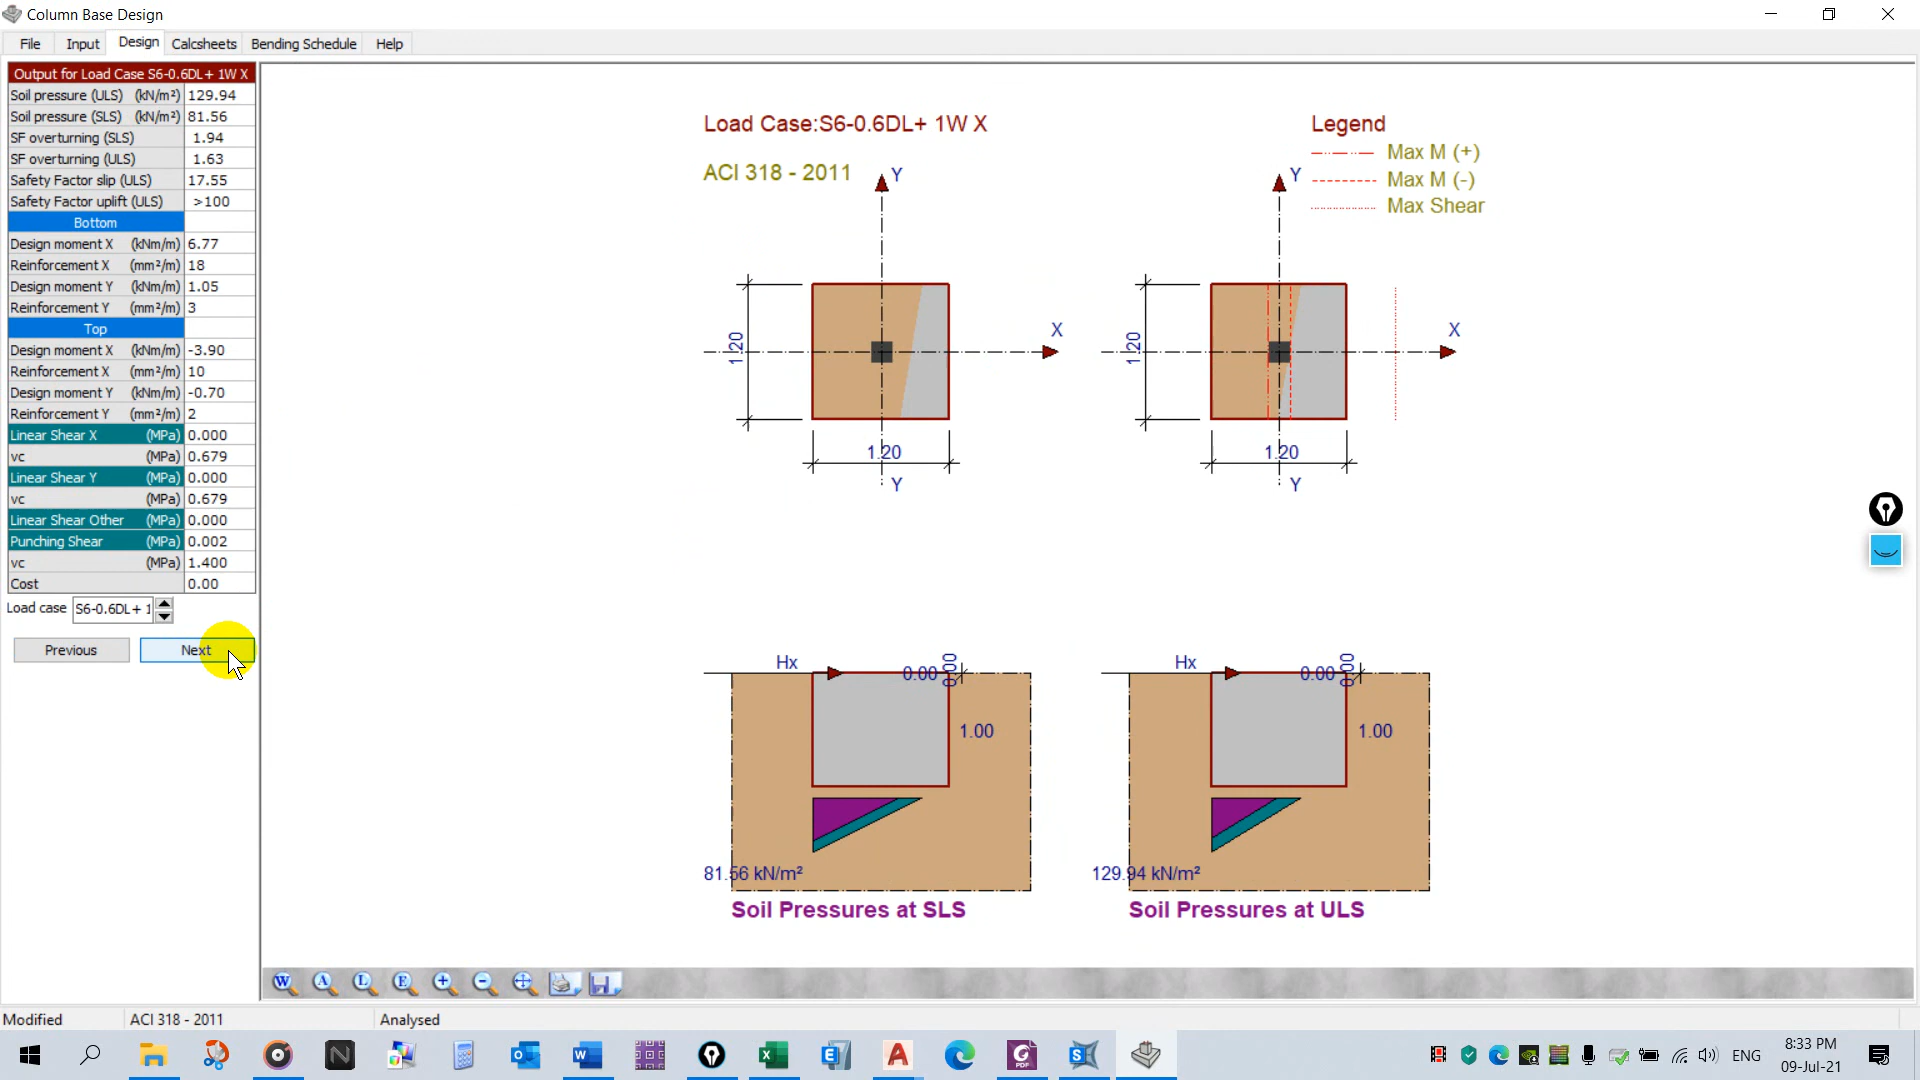 Column Base Design
File Input Design Calcsheets Bending Schedule Help
Output for Load Case S6-0.6DL+ 1W X
Soil pressure (ULS) (kN/m²) 129.94
Soil pressure (SLS) (kN/m²) 81.56
SF overturning (SLS) 1.94
SF overturning (ULS) 1.63
Safety Factor slip (ULS) 17.55
Safety Factor uplift (ULS) >100
Bottom
Design moment X (kNm/m) 6.77
Reinforcement X (mm²/m) 18
Design moment Y (kNm/m) 1.05
Reinforcement Y (mm²/m) 3
Top
Design moment X (kNm/m) -3.90
Reinforcement X (mm²/m) 10
Design moment Y (kNm/m) -0.70
Reinforcement Y (mm²/m) 2
Linear Shear X (MPa) 0.000
vc (MPa) 0.679
Linear Shear Y (MPa) 0.000
vc (MPa) 0.679
Linear Shear Other (MPa) 0.000
Punching Shear (MPa) 0.002
vc (MPa) 1.400
Cost 0.00
Load case S6-0.6DL+ 1
Previous Next
Load Case:S6-0.6DL+ 1W X
ACI 318 - 2011
Legend
Max M (+)
Max M (-)
Max Shear
Y
X
1.20
1.20
Y
Y
X
1.20
1.20
Y
Hx
0.00
0.00
1.00
81.56 kN/m²
Soil Pressures at SLS
Hx
0.00
0.00
1.00
129.94 kN/m²
Soil Pressures at ULS
W A L E
Modified ACI 318 - 2011 Analysed
ENG
8:33 PM
09-Jul-21